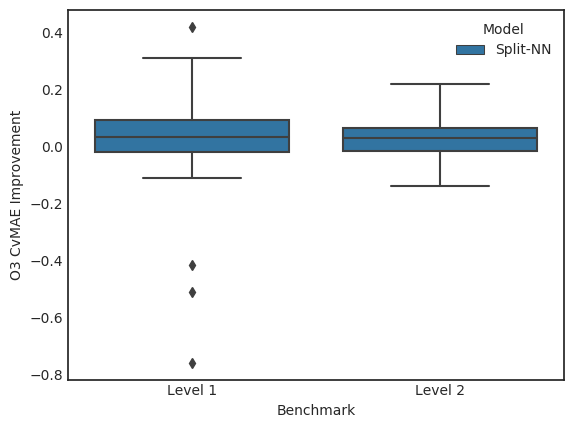 Model
Split-NN
0.4
0.2
0.0
−0.2
−0.4
−0.6
−0.8
O3 CvMAE Improvement
Level 1
Level 2
Benchmark